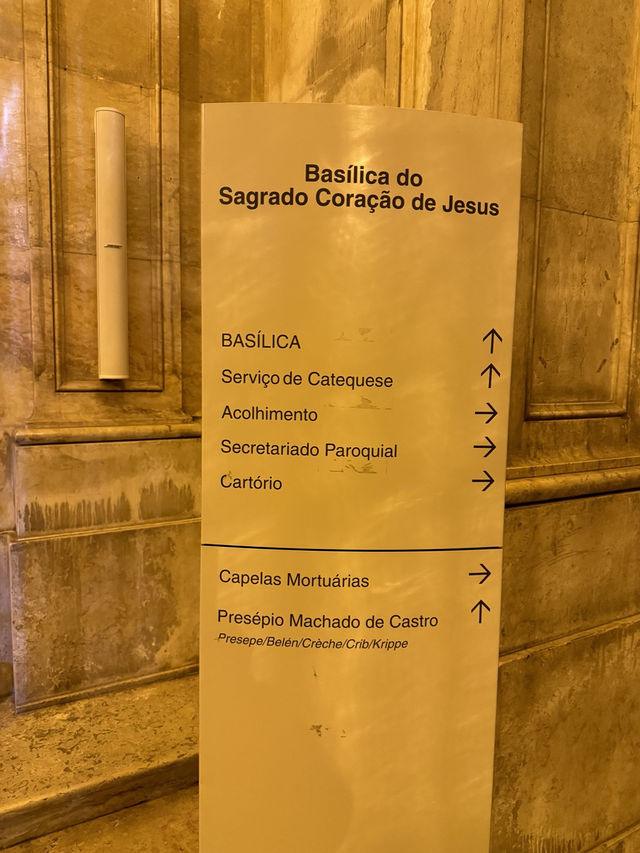 Basílica do
Sagrado Coração de Jesus
BASÍLICA ↑
Serviço de Catequese ↑
Acolhimento →
Secretariado Paroquial →
Cartório →
Capelas Mortuárias →
Presépio Machado de Castro ↑
Presepe/Belén/Crèche/Crib/Krippe